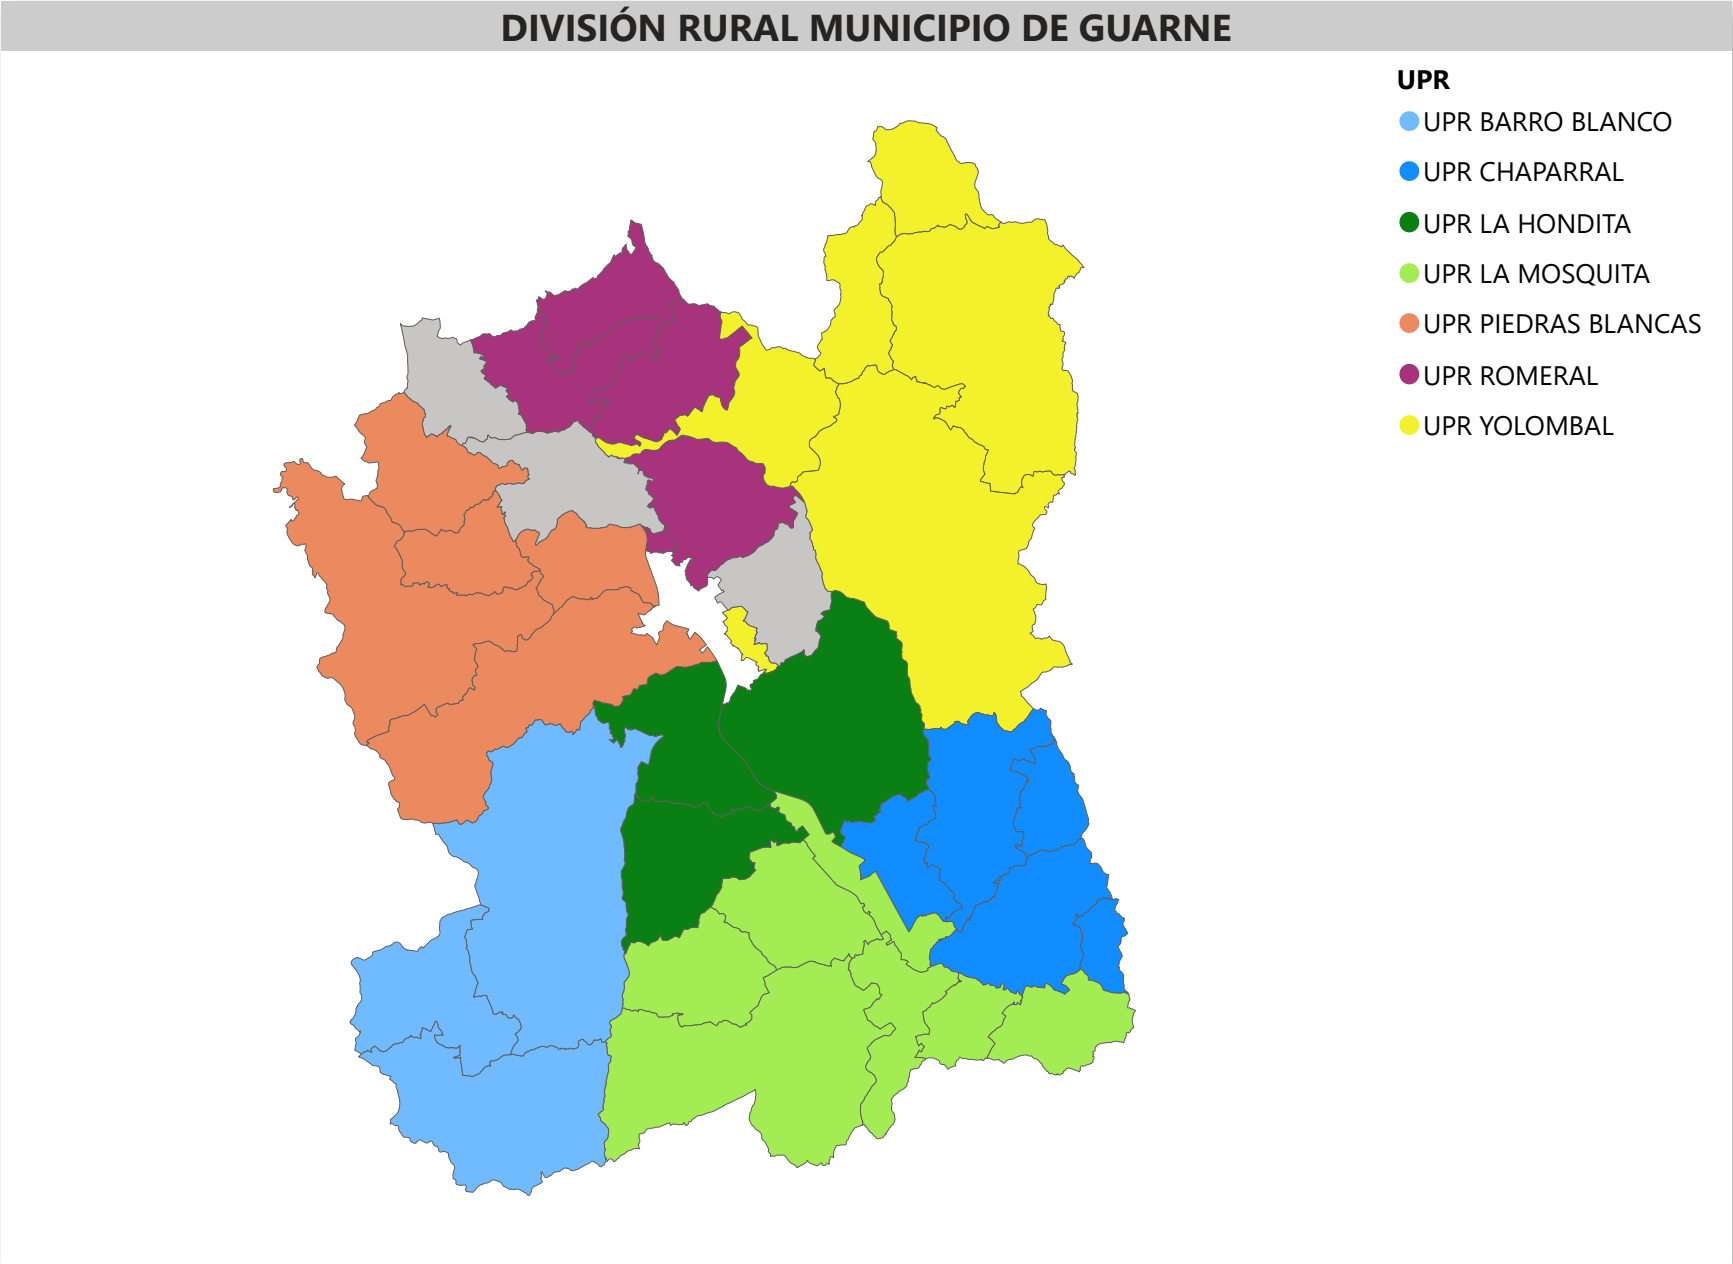 DIVISIÓN RURAL MUNICIPIO DE GUARNE
UPR
UPR BARRO BLANCO
UPR CHAPARRAL
UPR LA HONDITA
UPR LA MOSQUITA
UPR PIEDRAS BLANCAS
UPR ROMERAL
UPR YOLOMBAL